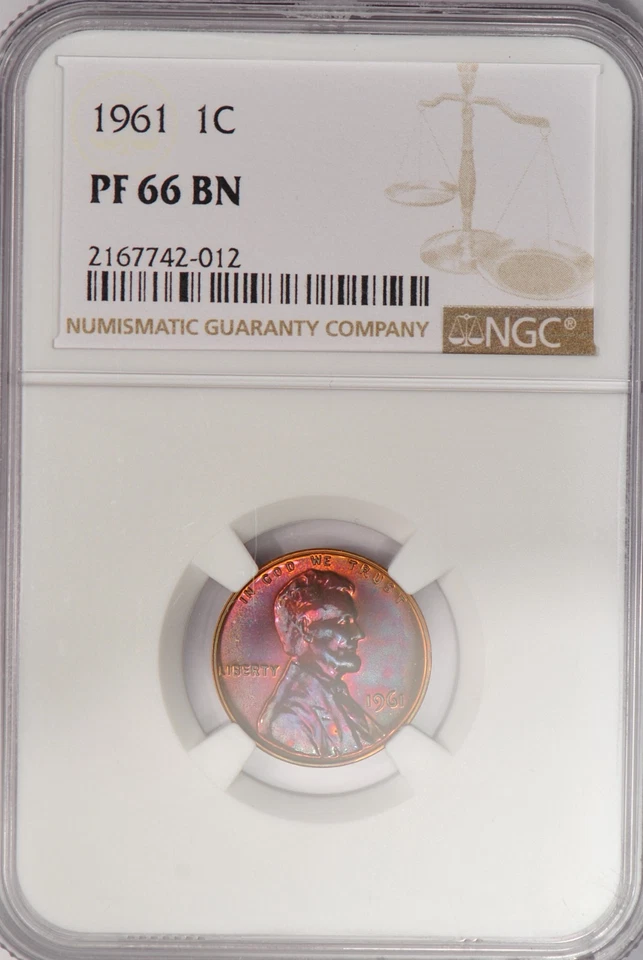 1961 1C
PF 66 BN
2167742-012
NUMISMATIC GUARANTY COMPANY
NGC®
IN GOD WE TRUST
LIBERTY
1961